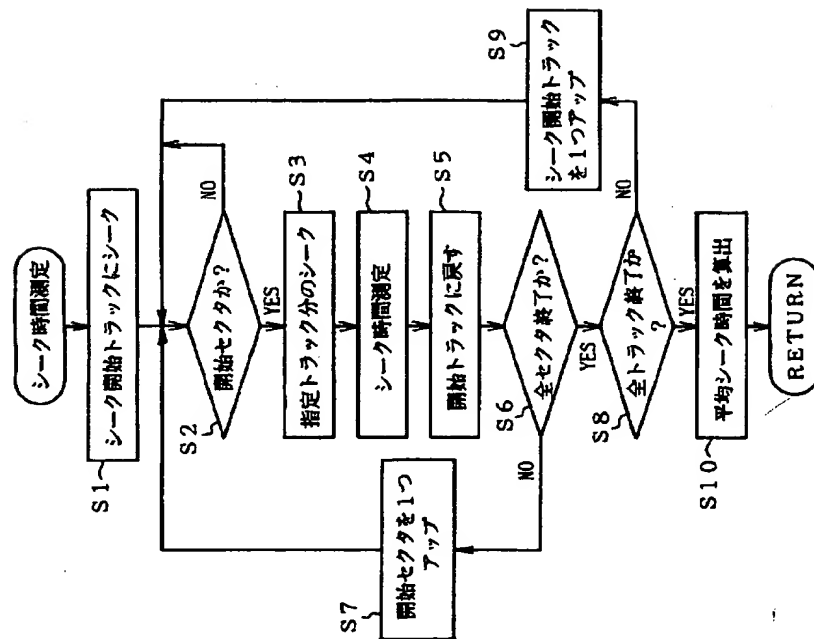 シーク時間測定
S1
シーク開始トラックにシーク
S2
開始セクタか?
NO
YES
S3
指定トラック分のシーク
S4
シーク時間測定
S5
開始トラックに戻す
S6
全セクタ終了か?
NO
YES
S7
開始セクタを1つ
アップ
S8
全トラック終了か
?
NO
YES
S9
シーク開始トラック
を1つアップ
S10
平均シーク時間を算出
RETURN